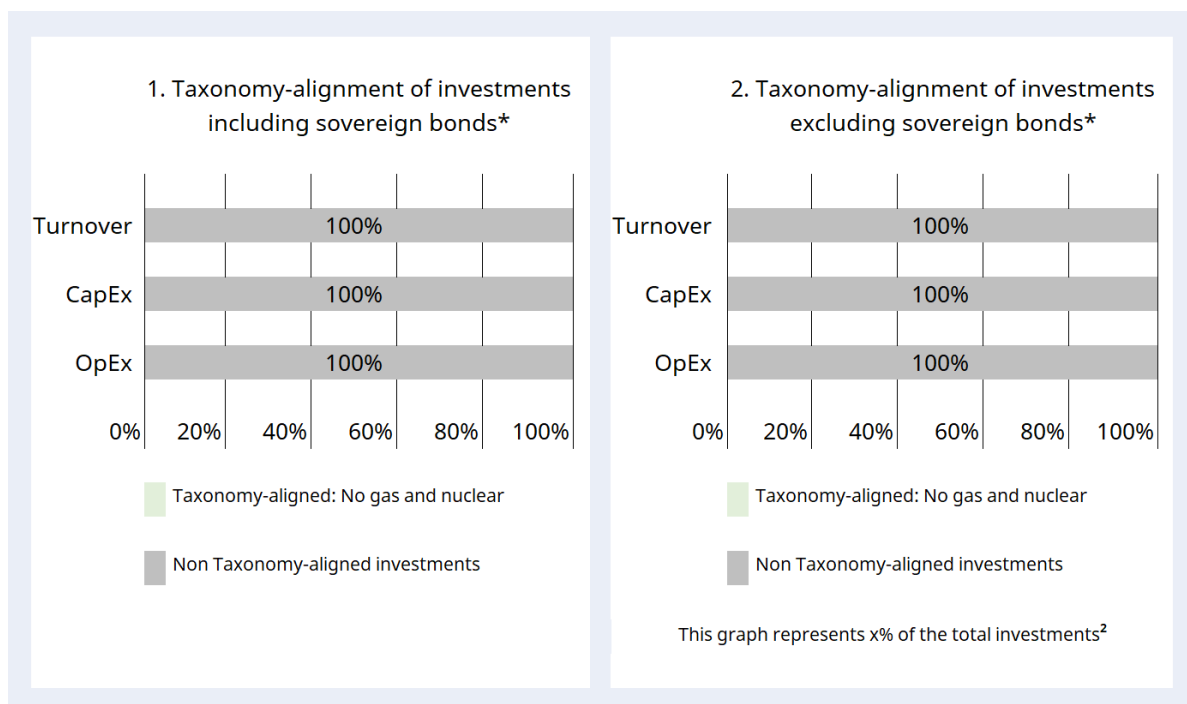 1. Taxonomy-alignment of investments
including sovereign bonds*
Turnover 100%
CapEx 100%
OpEx 100%
0% 20% 40% 60% 80% 100%
Taxonomy-aligned: No gas and nuclear
Non Taxonomy-aligned investments
2. Taxonomy-alignment of investments
excluding sovereign bonds*
Turnover 100%
CapEx 100%
OpEx 100%
0% 20% 40% 60% 80% 100%
Taxonomy-aligned: No gas and nuclear
Non Taxonomy-aligned investments
This graph represents x% of the total investments²